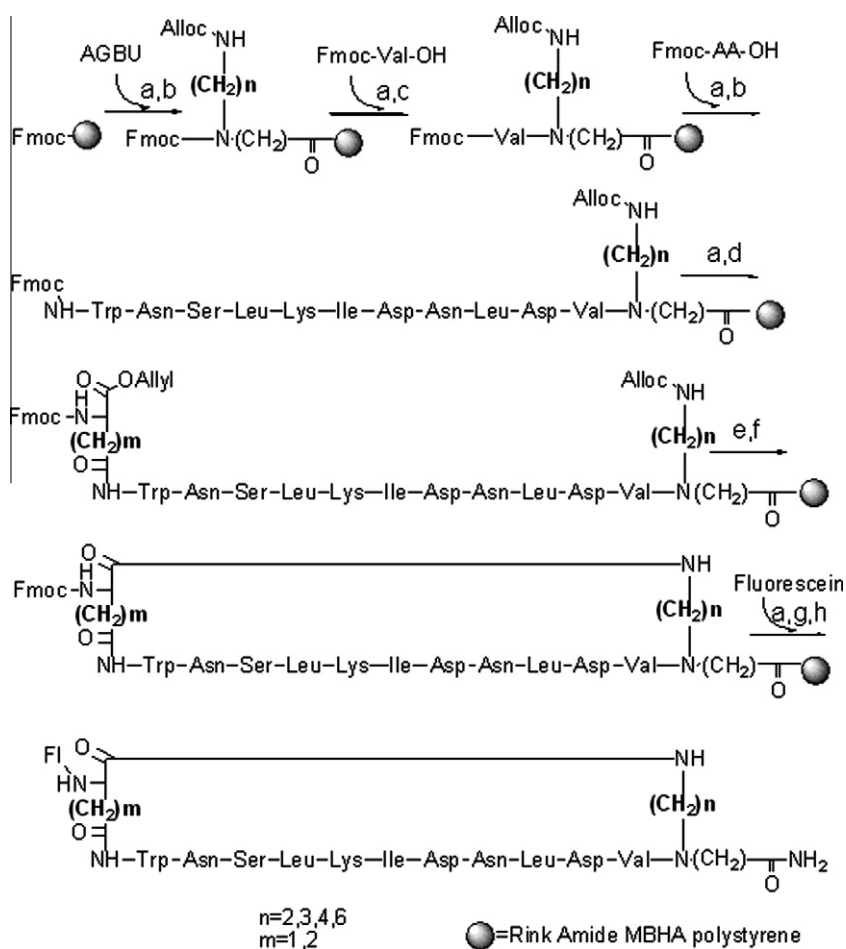 AGBU
a,b
Alloc NH
(CH2)n
Fmoc
Fmoc N (CH2) O
Fmoc-Val-OH
a,c
Alloc NH
(CH2)n
Fmoc Val N (CH2) O
Fmoc-AA-OH
a,b
Alloc NH
(CH2)n
a,d
Fmoc
NH-Trp-Asn-Ser-Leu-Lys-Ile-Asp-Asn-Leu-Asp-Val-N (CH2)
O
O OAllyl
H
Fmoc-N
(CH2)m
O
Alloc NH
(CH2)n
e,f
NH-Trp-Asn-Ser-Leu-Lys-Ile-Asp-Asn-Leu-Asp-Val-N (CH2)
O
O NH
H
Fmoc-N
(CH2)m
O
(CH2)n
Fluorescein
a,g,h
NH-Trp-Asn-Ser-Leu-Lys-Ile-Asp-Asn-Leu-Asp-Val-N (CH2)
O
O NH
Fl
HN
(CH2)m
O
(CH2)n
NH-Trp-Asn-Ser-Leu-Lys-Ile-Asp-Asn-Leu-Asp-Val-N (CH2) NH2
O
n=2,3,4,6
m=1,2
=Rink Amide MBHA polystyrene